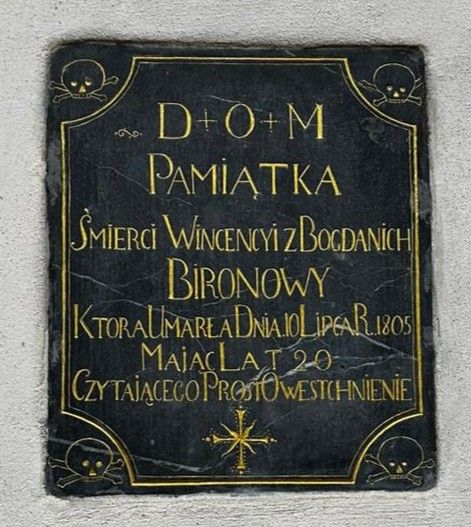 D+O+M
PAMIĄTKA
ŚMIERCI WINCENCYI Z BOGDANICH
BIRONOWY
KTORA UMARŁA DNIA 10 LIPCA R. 1805
MAJĄC LAT 20
CZYTAJĄCEGO PROSI O WESTCHNIENIE